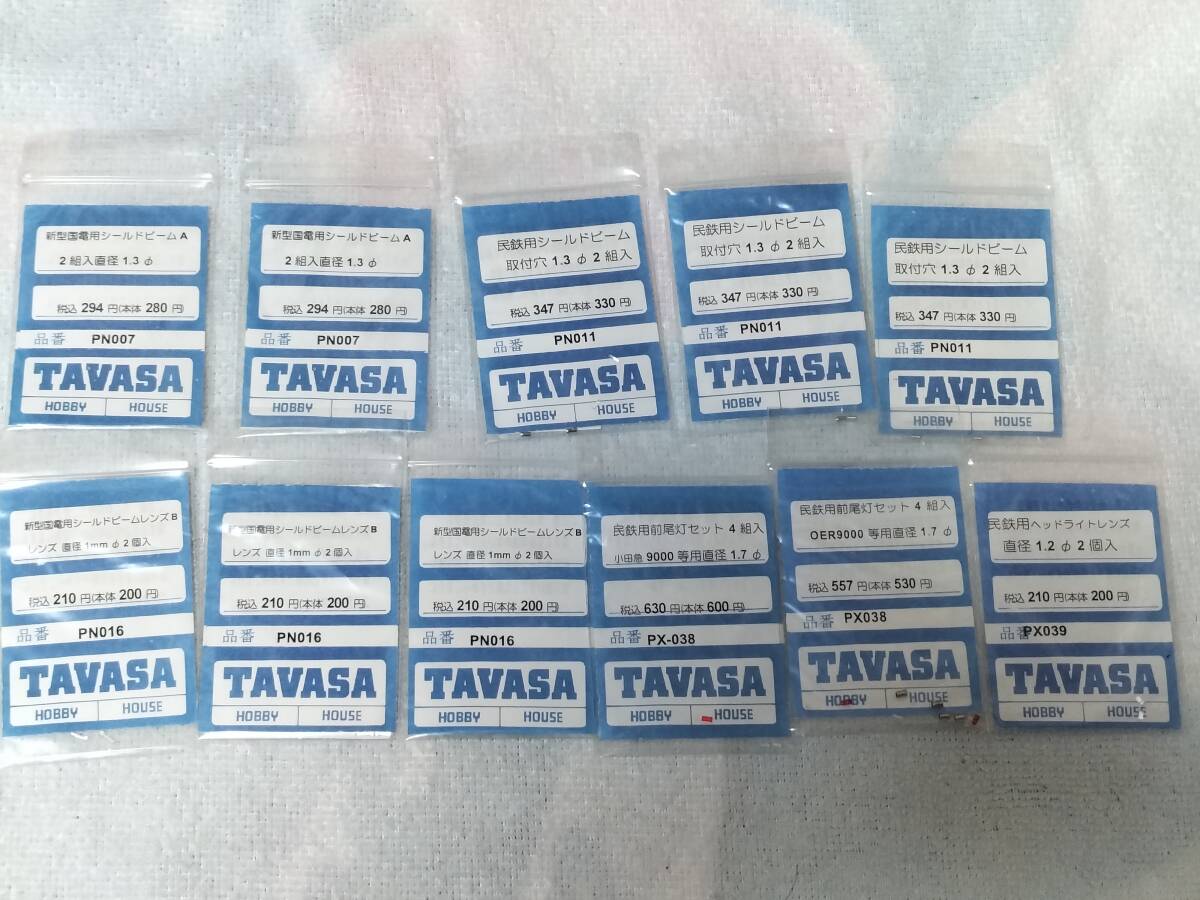 新型国電用シールドビームA
2組入直径1.3φ
税込294円(本体280円)
品番 PN007
TAVASA
HOBBY HOUSE
新型国電用シールドビームA
2組入直径1.3φ
税込294円(本体280円)
品番 PN007
TAVASA
HOBBY HOUSE
民鉄用シールドビーム
取付穴1.3φ2組入
税込347円(本体330円)
品番 PN011
TAVASA
HOBBY HOUSE
民鉄用シールドビーム
取付穴1.3φ2組入
税込347円(本体330円)
品番 PN011
TAVASA
HOBBY HOUSE
民鉄用シールドビーム
取付穴1.3φ2組入
税込347円(本体330円)
品番 PN011
TAVASA
HOBBY HOUSE
新型国電用シールドビームレンズB
レンズ 直径1mmφ2個入
税込210円(本体200円)
品番 PN016
TAVASA
HOBBY HOUSE
新型国電用シールドビームレンズB
レンズ 直径1mmφ2個入
税込210円(本体200円)
品番 PN016
TAVASA
HOBBY HOUSE
新型国電用シールドビームレンズB
レンズ 直径1mmφ2個入
税込210円(本体200円)
品番 PN016
TAVASA
HOBBY HOUSE
民鉄用前尾灯セット4組入
小田急9000等用直径1.7φ
税込630円(本体600円)
品番 PX-038
TAVASA
HOBBY HOUSE
民鉄用前尾灯セット4組入
OER9000等用直径1.7φ
税込557円(本体530円)
品番 PX038
TAVASA
HOBBY HOUSE
民鉄用ヘッドライトレンズ
直径1.2φ2個入
税込210円(本体200円)
品番PX039
TAVASA
HOBBY HOUSE